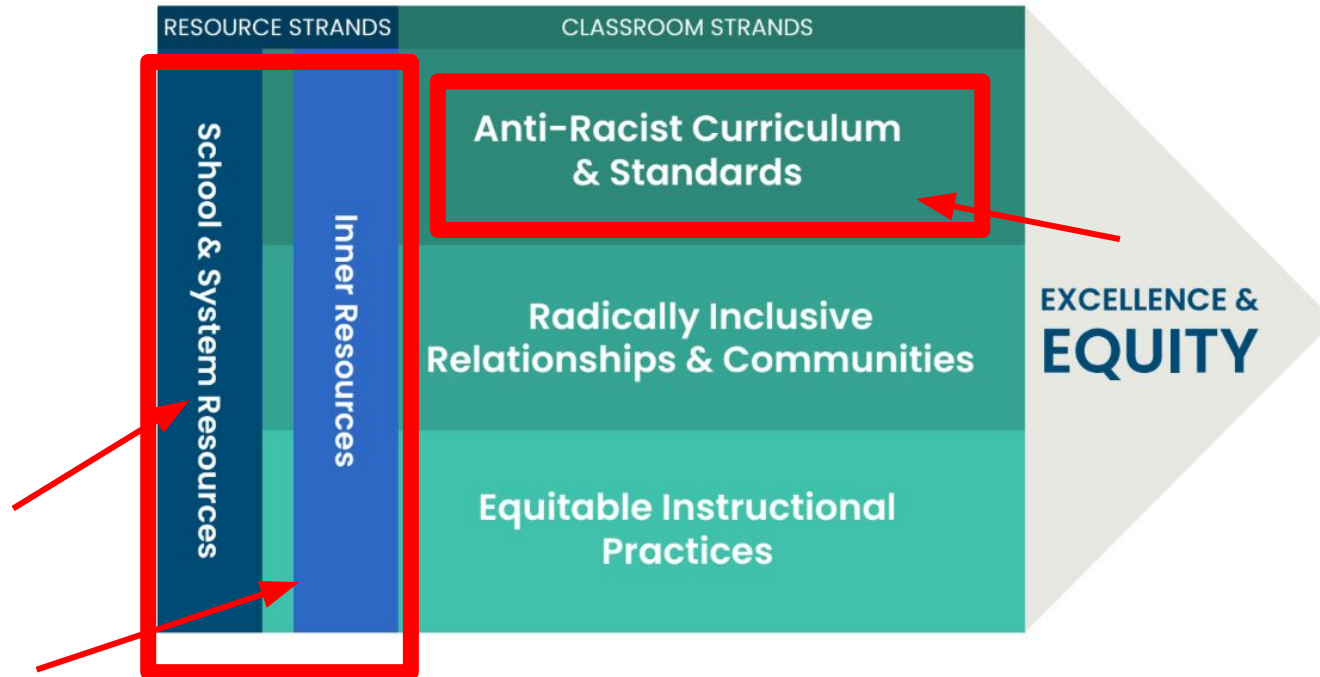 RESOURCE STRANDS
CLASSROOM STRANDS
School & System Resources
Inner Resources
Anti-Racist Curriculum
& Standards
Radically Inclusive
Relationships & Communities
Equitable Instructional
Practices
EXCELLENCE &
EQUITY